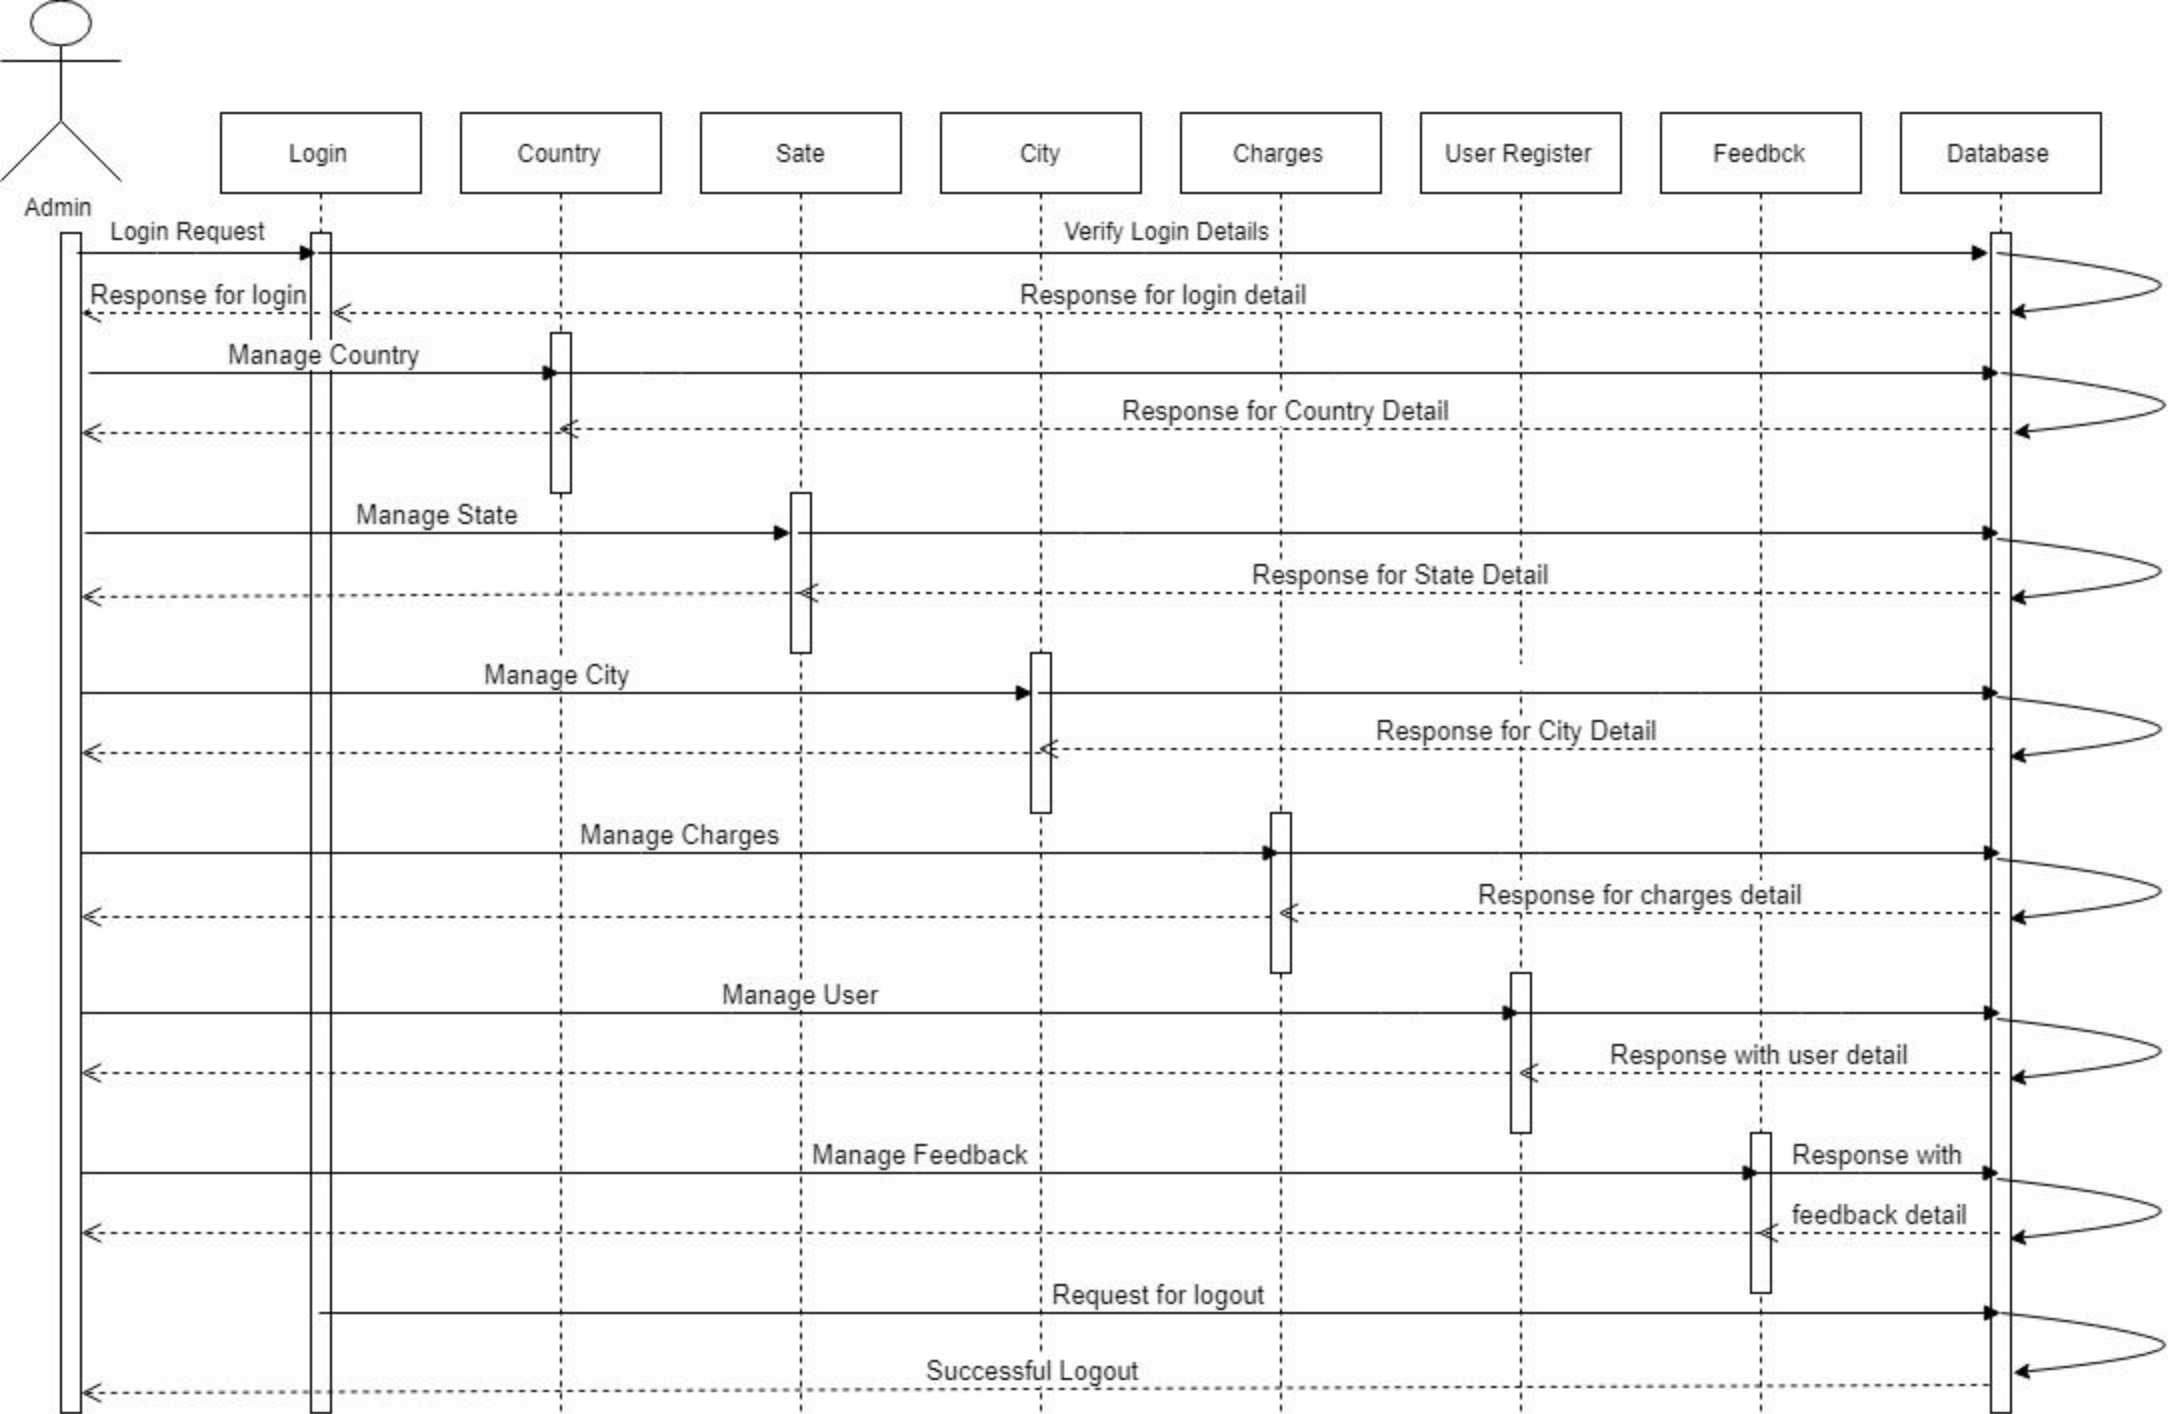 Login
Country
Sate
City
Charges
User Register
Feedbck
Database
Admin
Login Request
Verify Login Details
Response for login
Response for login detail
Manage Country
Response for Country Detail
Manage State
Response for State Detail
Manage City
Response for City Detail
Manage Charges
Response for charges detail
Manage User
Response with user detail
Manage Feedback
Response with
feedback detail
Request for logout
Successful Logout